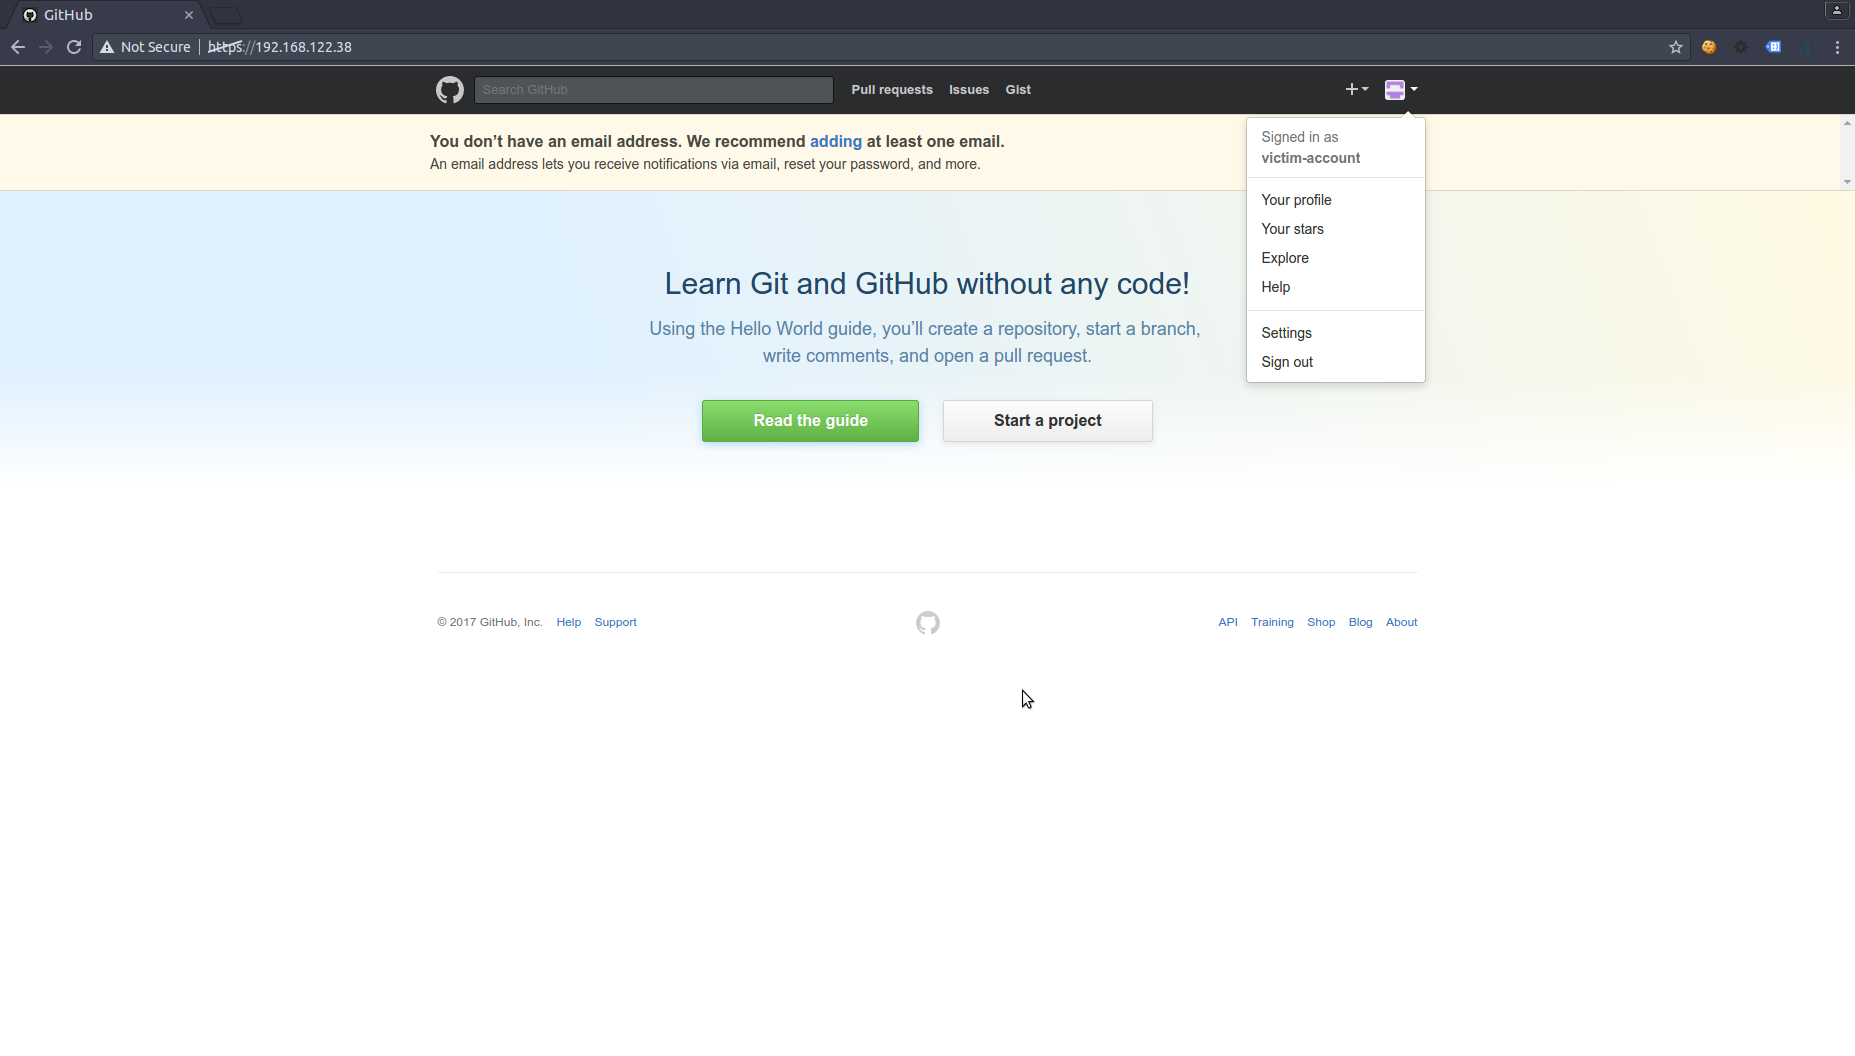 GitHub
Not Secure https://192.168.122.38
Search GitHub
Pull requests Issues Gist
You don’t have an email address. We recommend adding at least one email.
An email address lets you receive notifications via email, reset your password, and more.
Signed in as
victim-account
Your profile
Your stars
Explore
Help
Settings
Sign out
Learn Git and GitHub without any code!
Using the Hello World guide, you’ll create a repository, start a branch,
write comments, and open a pull request.
Read the guide Start a project
© 2017 GitHub, Inc. Help Support API Training Shop Blog About